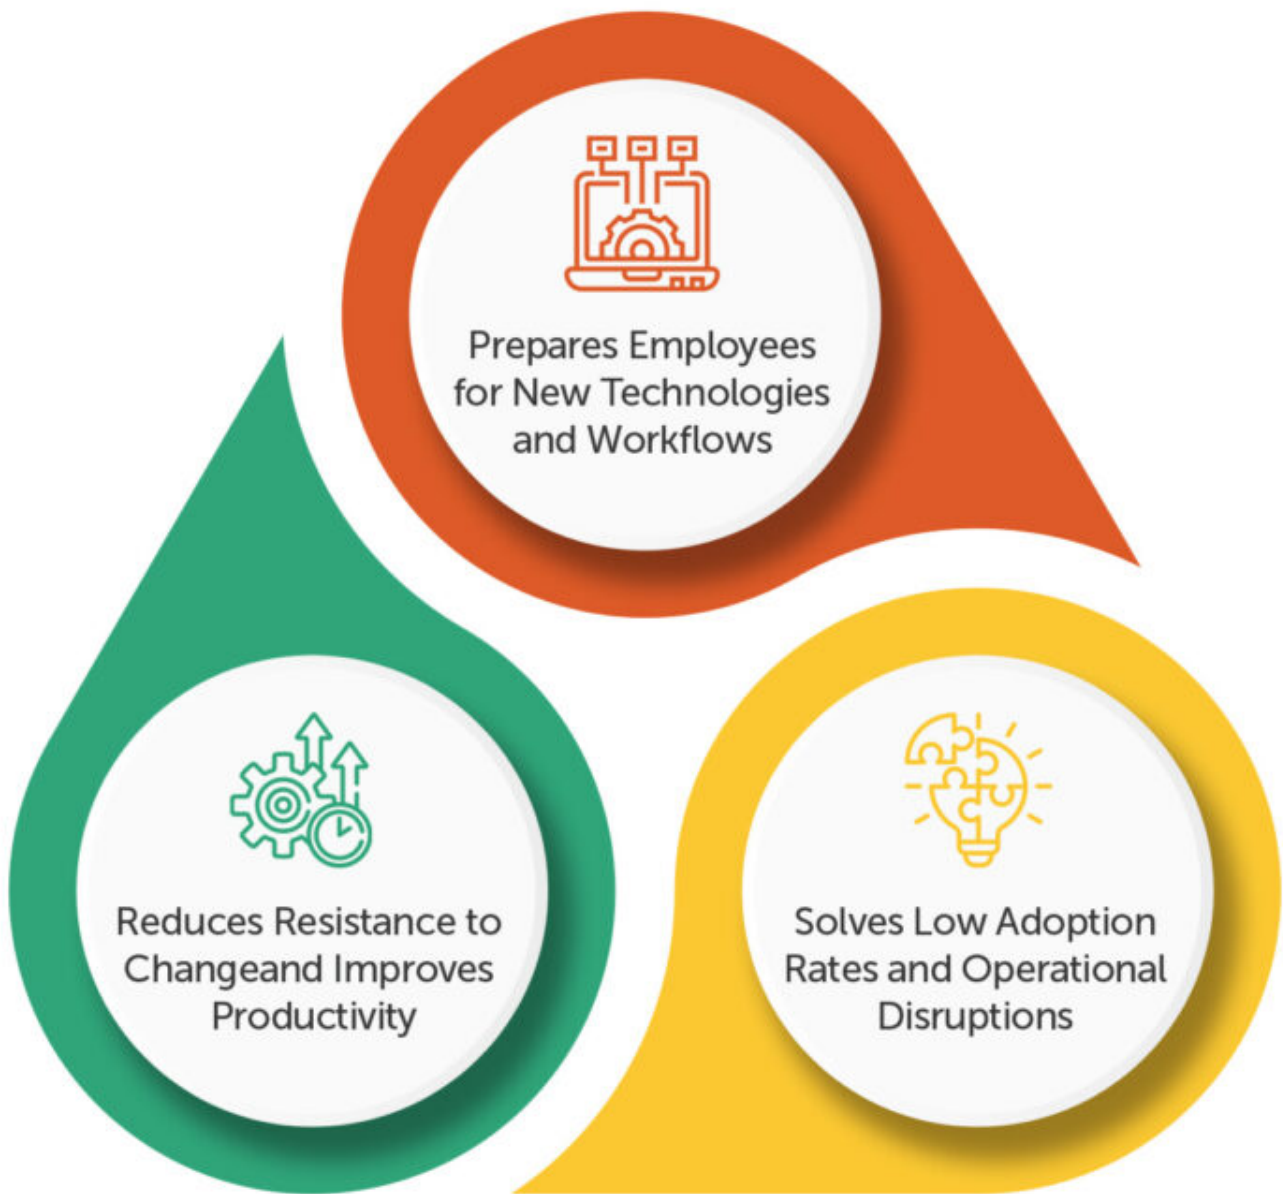 Prepares Employees
for New Technologies
and Workflows
Reduces Resistance to
Changeand Improves
Productivity
Solves Low Adoption
Rates and Operational
Disruptions